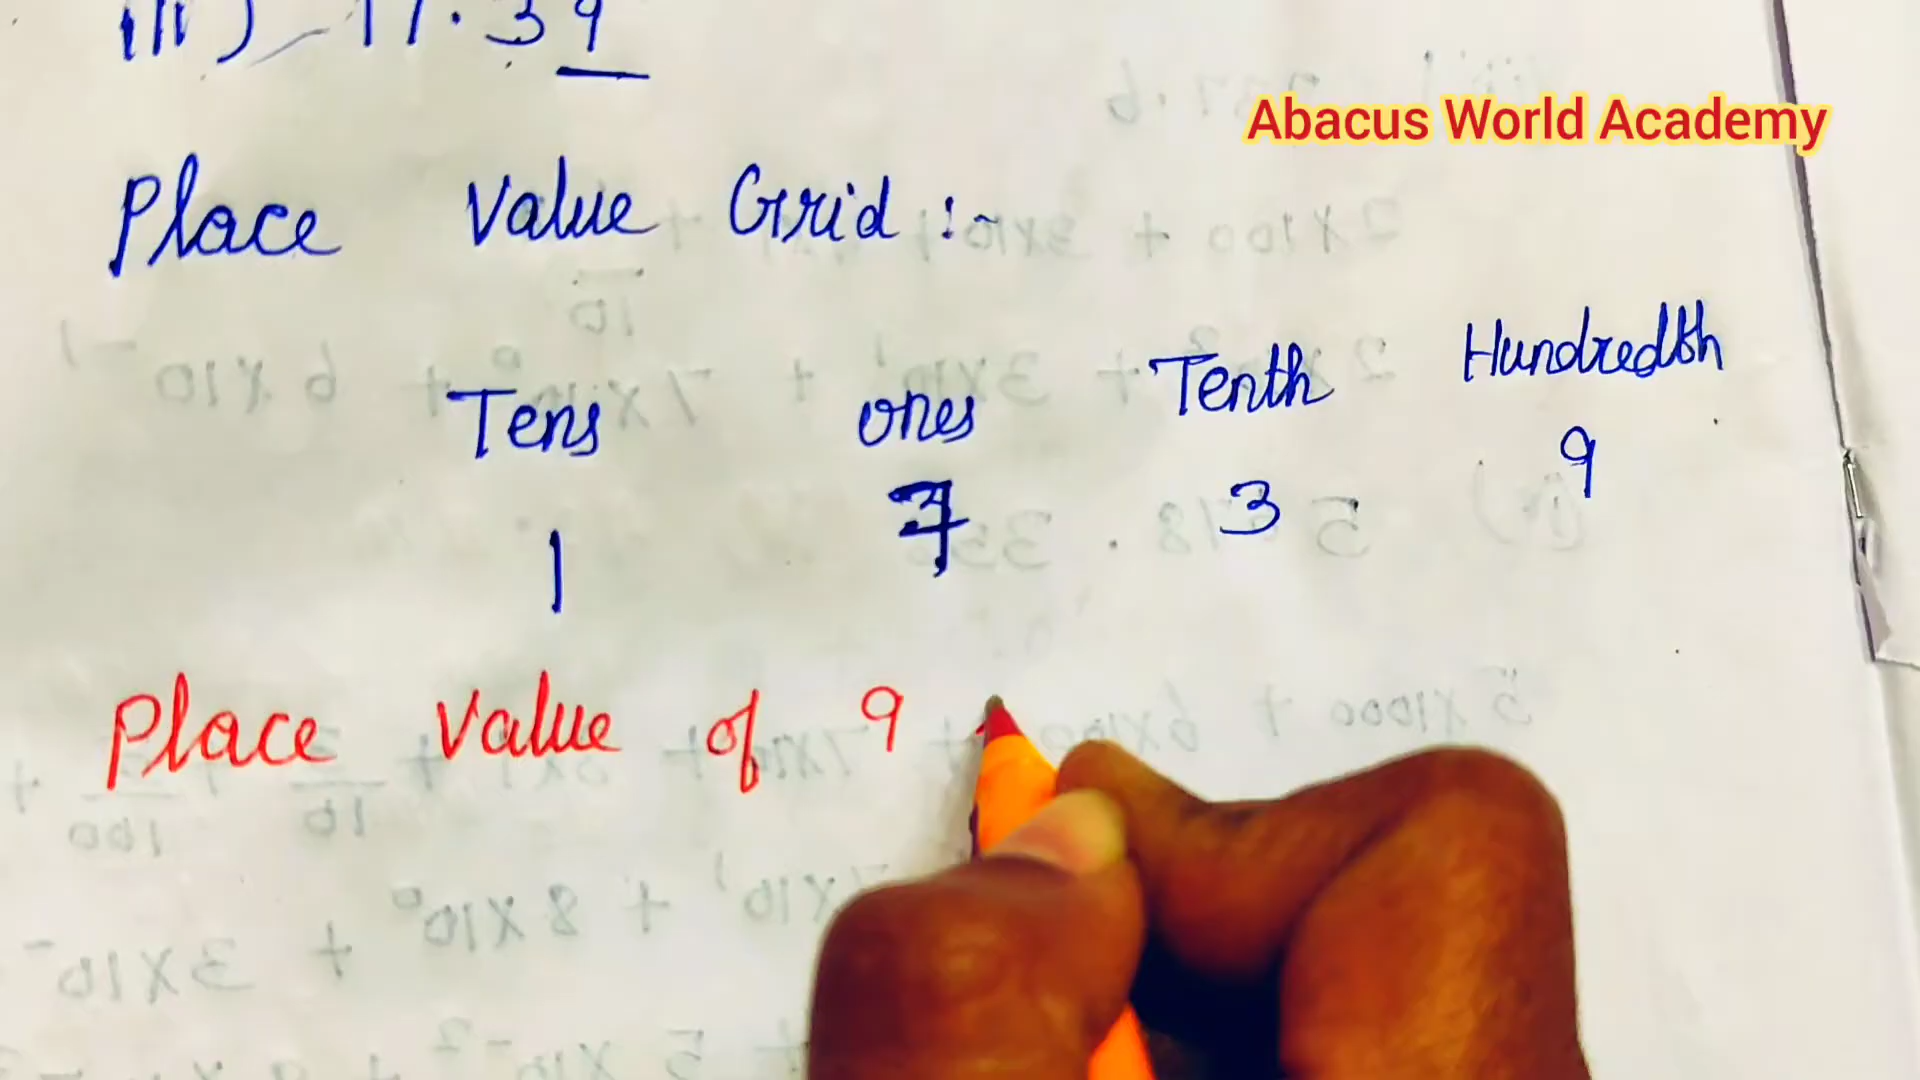 iii) 17.39
Abacus World Academy
Place Value Grid :-
Tens ones Tenth Hundredth
1 7 . 3 9
Place Value of 9